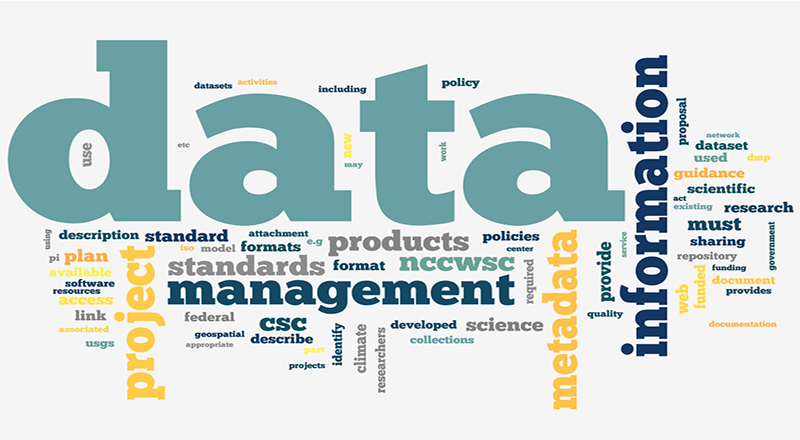 data
datasets
activities
including
policy
use
etc
new
may
work
proposal
network
dataset
used
dmp
guidance
scientific
act
existing
research
must
sharing
government
repository
funding
document
provides
web
funded
documentation
information
using
description
standard
attachment
iso
model
formats
e.g
products
policies
center
pi
plan
standards
format
nccwsc
required
metadata
provide
service
available
software
resources
access
project
management
link
federal
csc
developed
science
quality
associated
geospatial
describe
identify
climate
researchers
collections
usgs
appropriate
part
projects